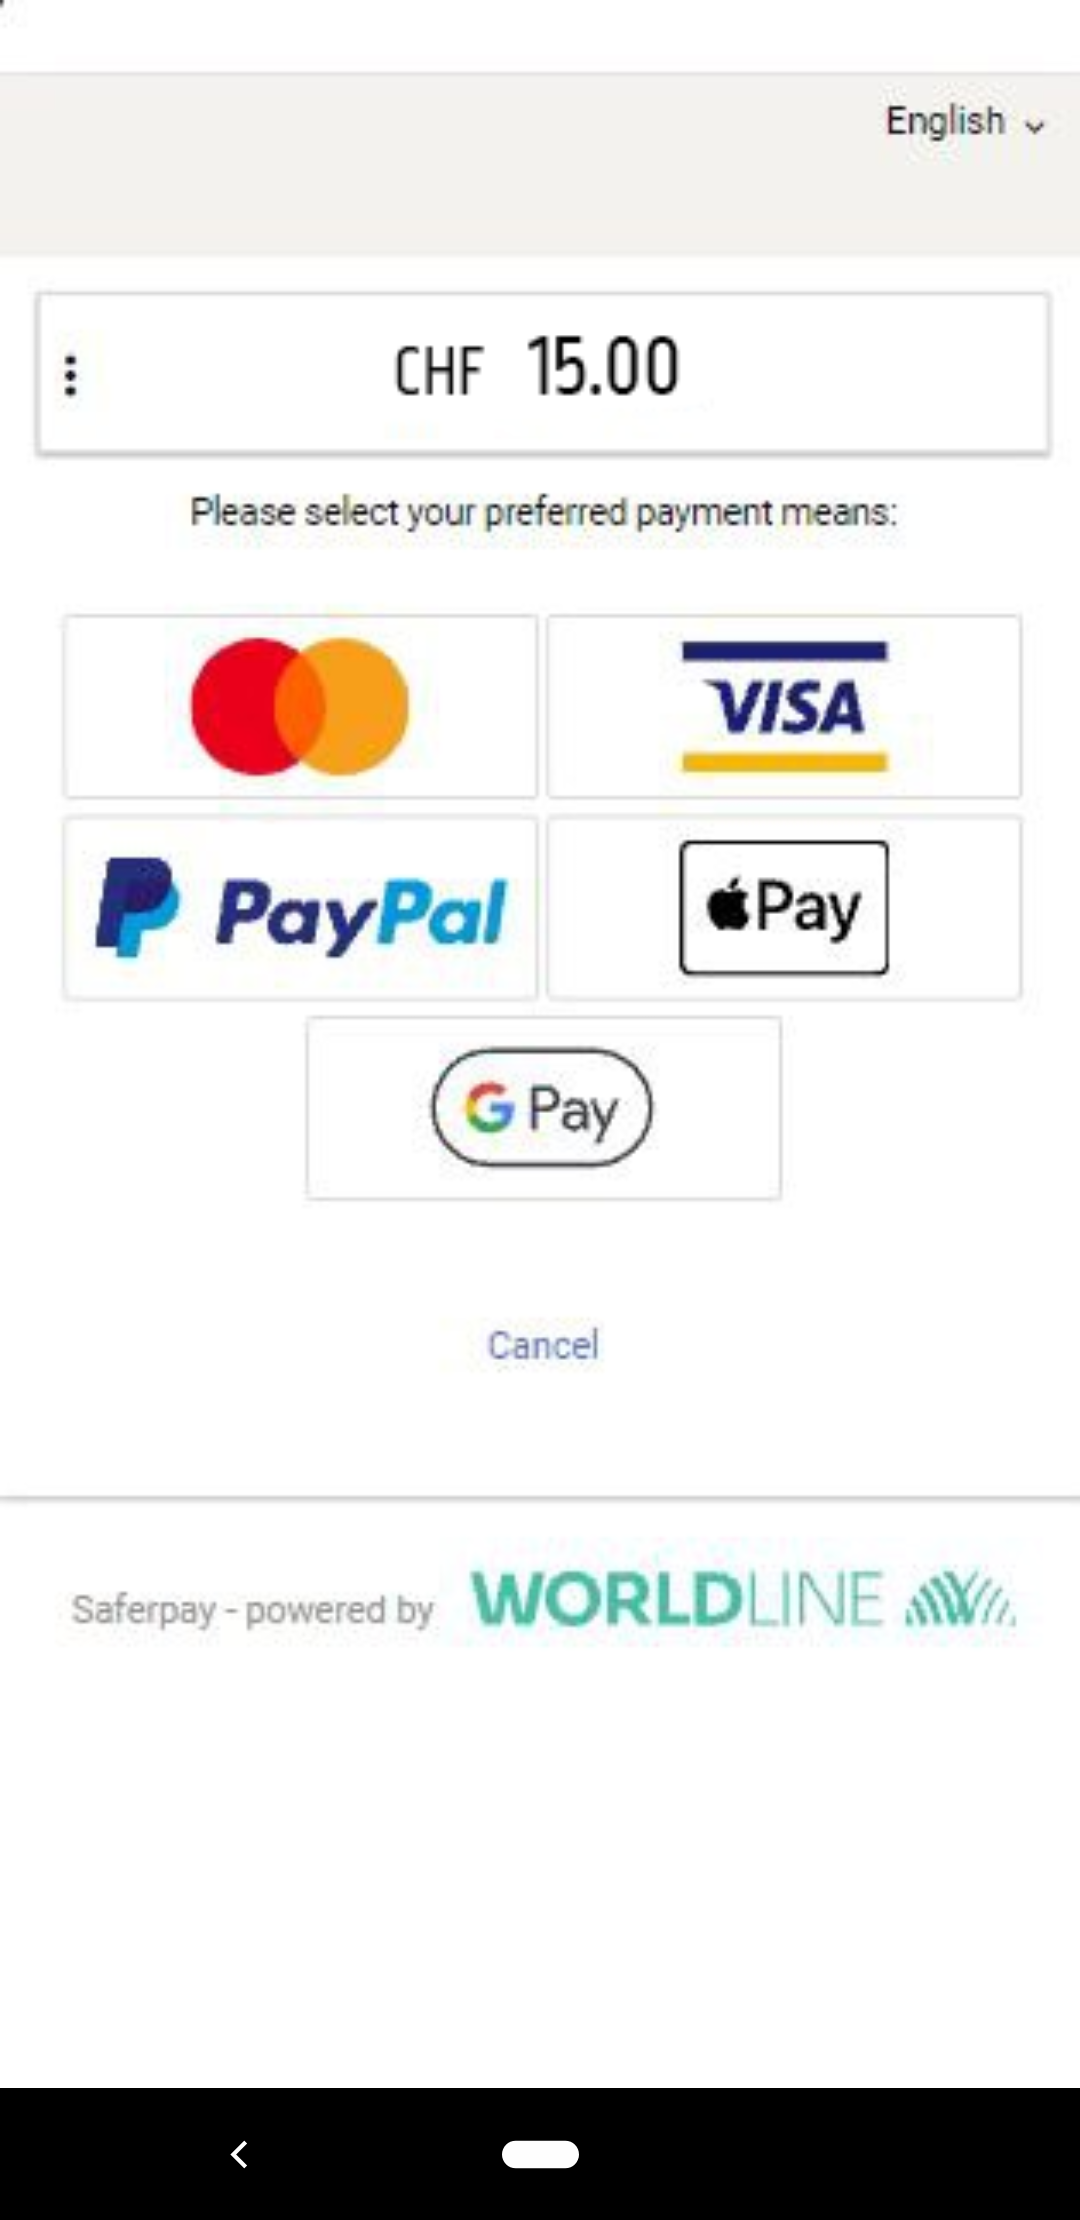 English
CHF 15.00
Please select your preferred payment means:
VISA
PayPal
Pay
G Pay
Cancel
Saferpay - powered by WORLDLINE